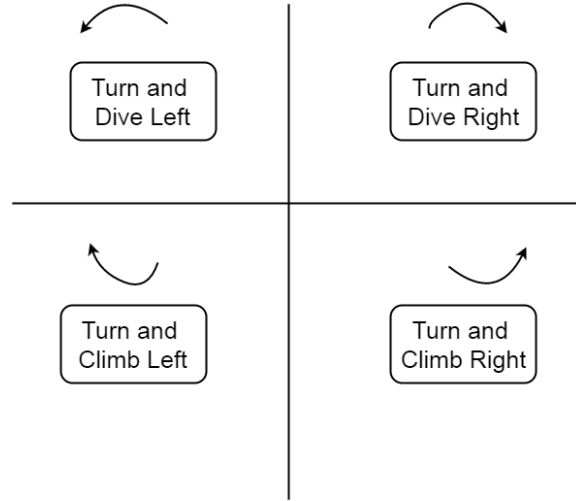 Turn and
Dive Left
Turn and
Dive Right
Turn and
Climb Left
Turn and
Climb Right